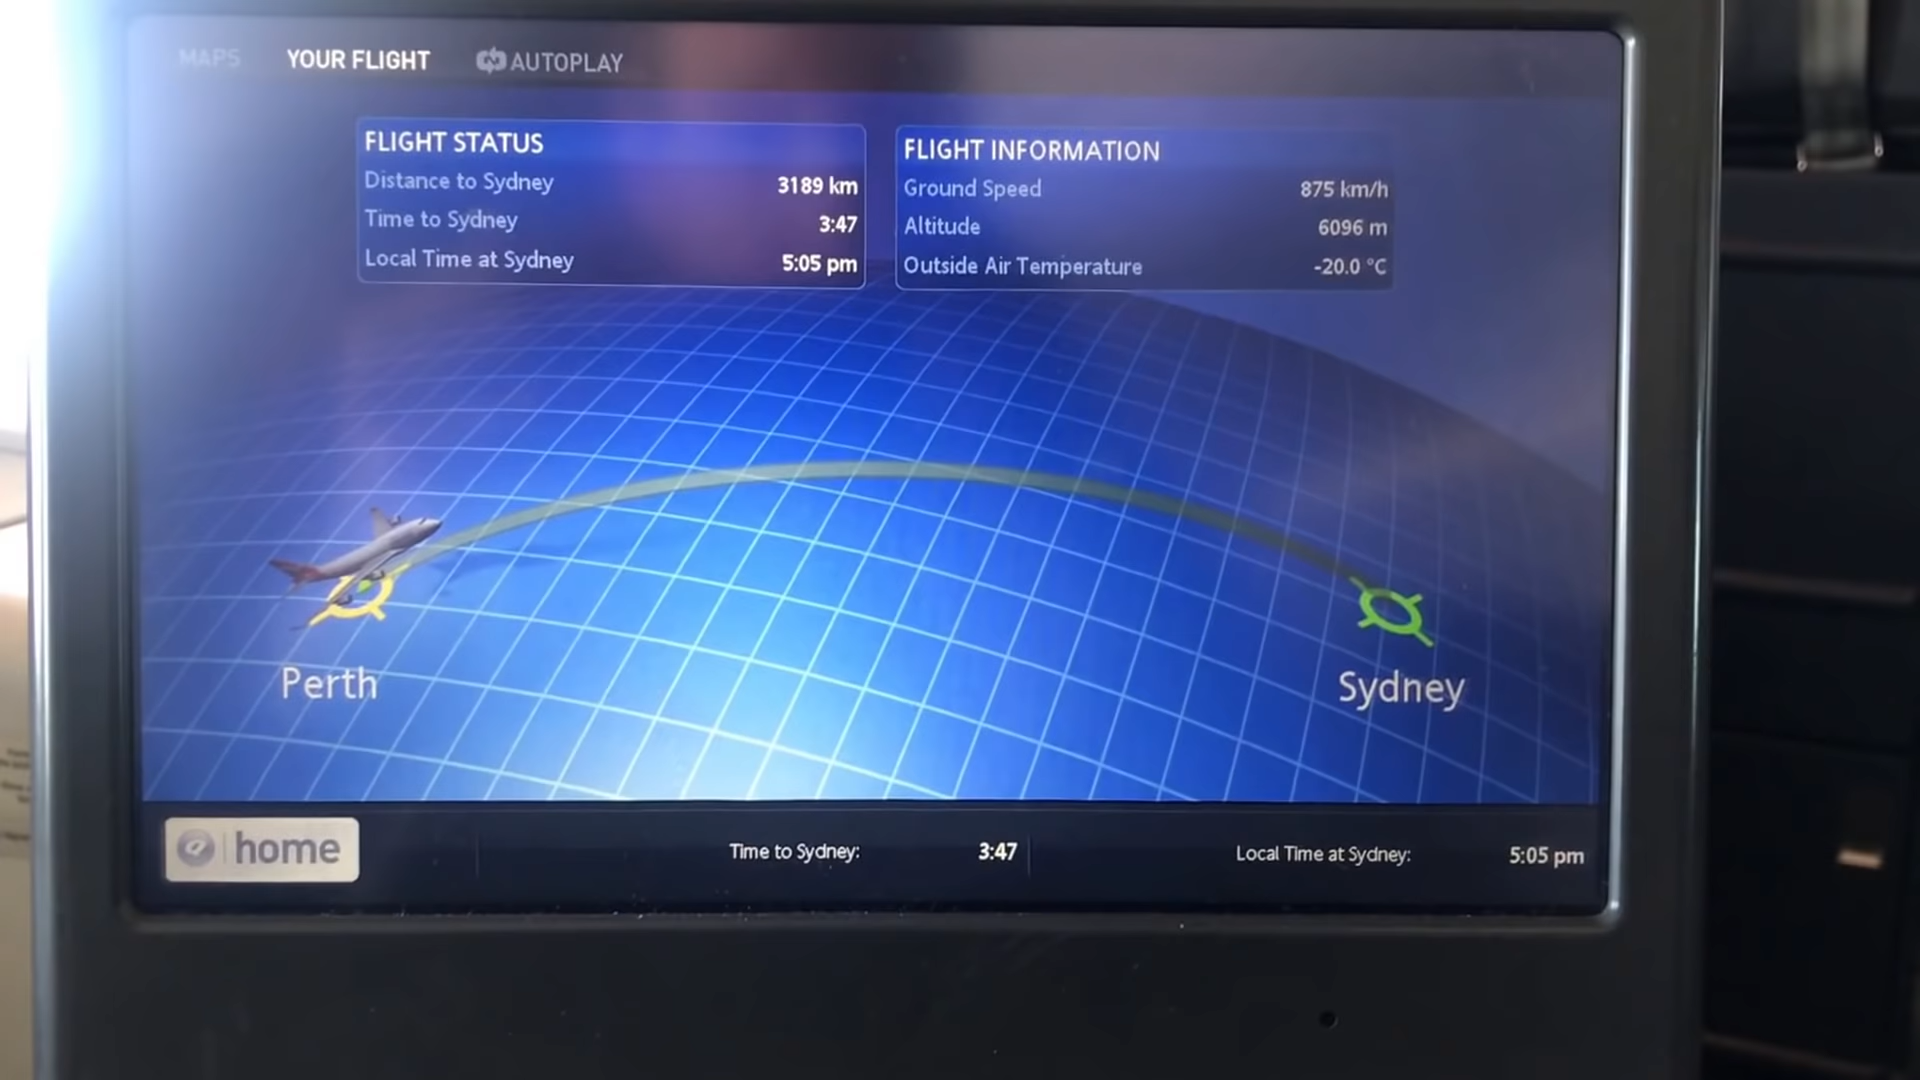 MAPS
YOUR FLIGHT
AUTOPLAY
FLIGHT STATUS
Distance to Sydney 3189 km
Time to Sydney 3:47
Local Time at Sydney 5:05 pm
FLIGHT INFORMATION
Ground Speed 875 km/h
Altitude 6096 m
Outside Air Temperature -20.0 °C
Perth
Sydney
home
Time to Sydney: 3:47
Local Time at Sydney: 5:05 pm